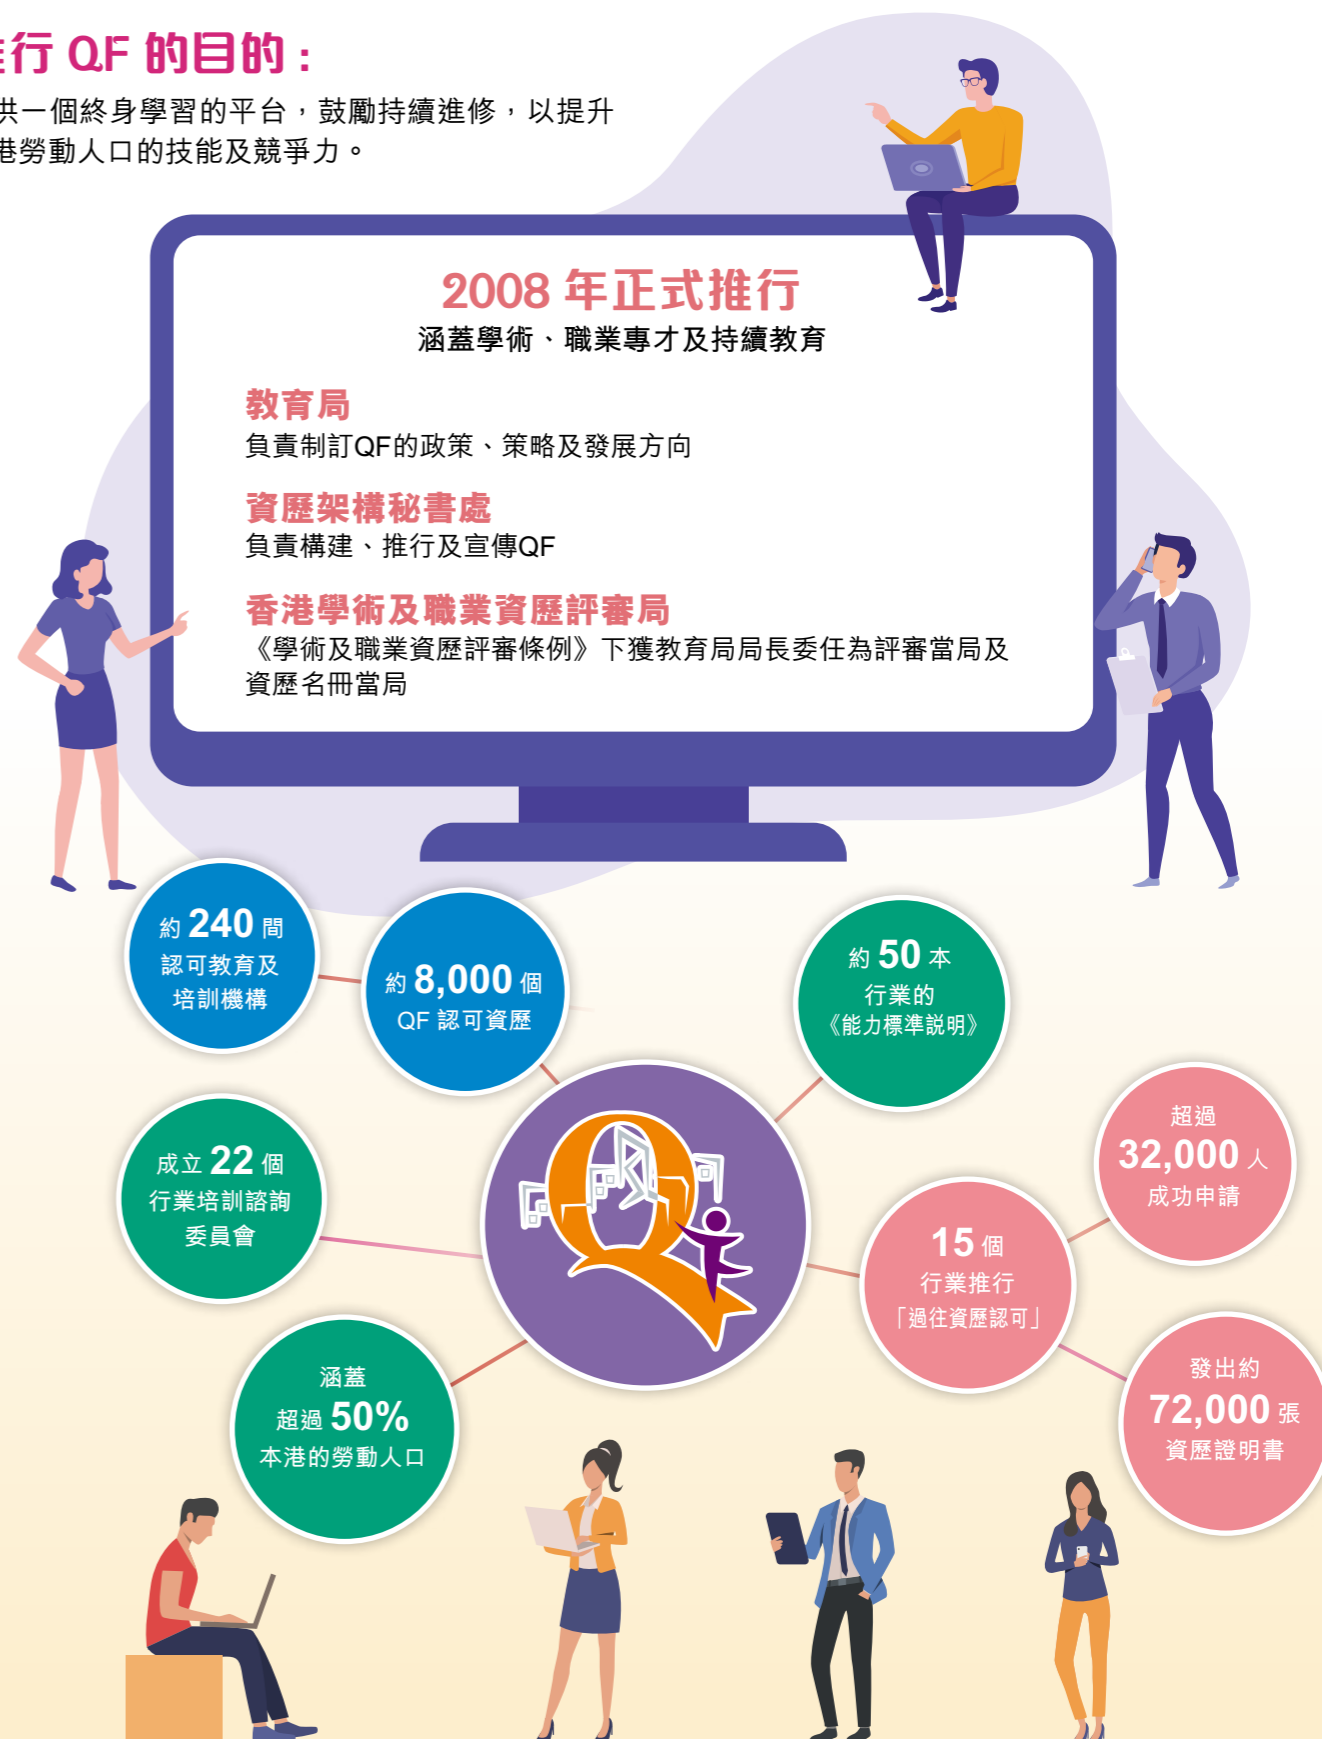 行 QF 的目的：
供一個終身學習的平台，鼓勵持續進修，以提升
港勞動人口的技能及競爭力。
2008 年正式推行
涵蓋學術、職業專才及持續教育
教育局
負責制訂QF的政策、策略及發展方向
資歷架構秘書處
負責構建、推行及宣傳QF
香港學術及職業資歷評審局
《學術及職業資歷評審條例》下獲教育局局長委任為評審當局及
資歷名冊當局
約 240 間
認可教育及
培訓機構
約 8,000 個
QF 認可資歷
約 50 本
行業的
《能力標準説明》
成立 22 個
行業培訓諮詢
委員會
涵蓋
超過 50%
本港的勞動人口
15 個
行業推行
「過往資歷認可」
超過
32,000 人
成功申請
發出約
72,000 張
資歷證明書